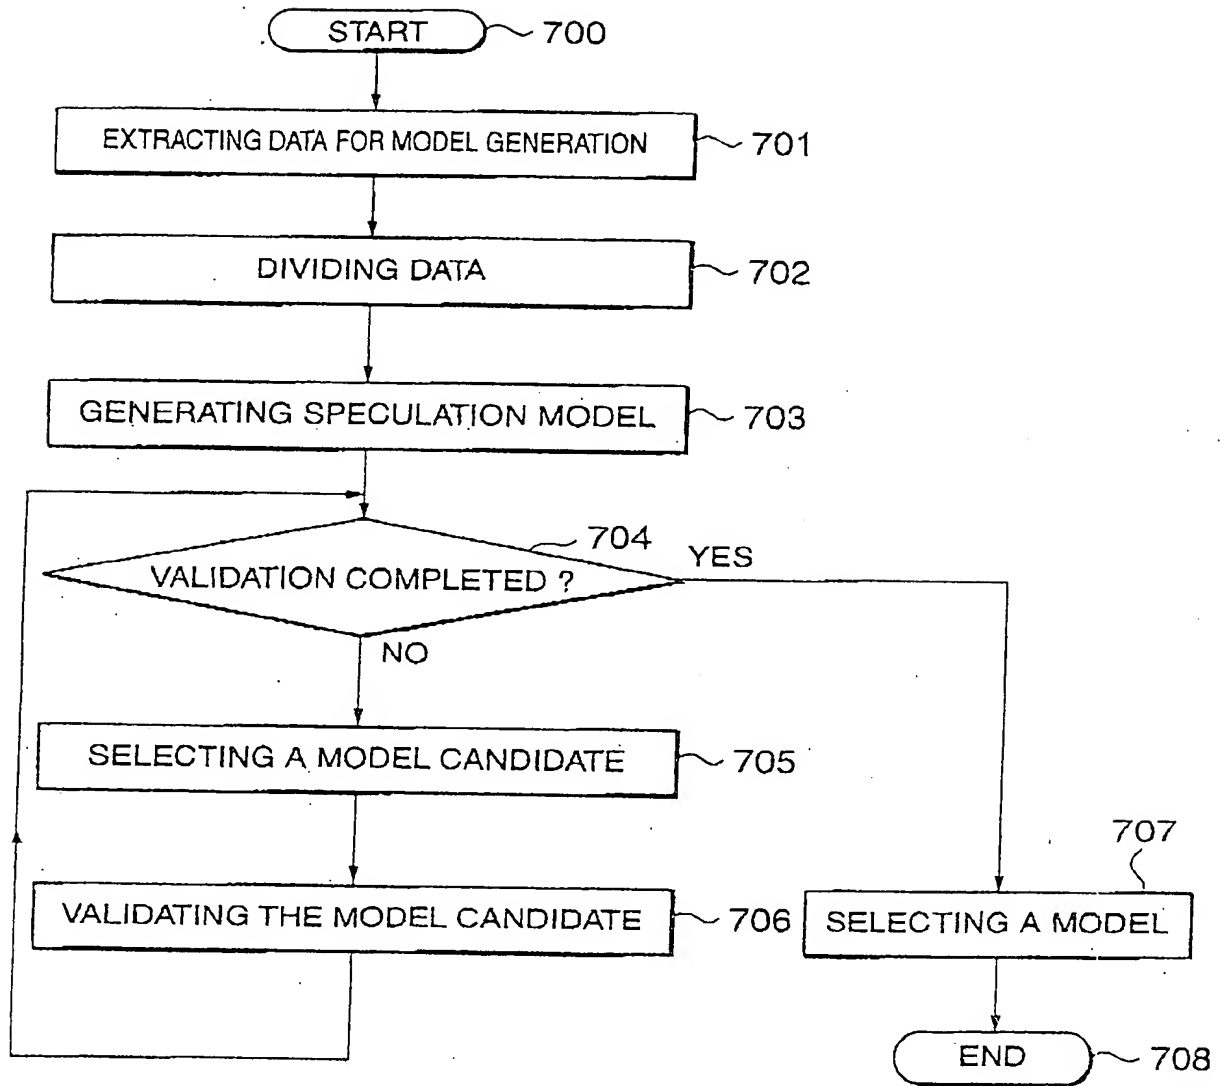 START
700
EXTRACTING DATA FOR MODEL GENERATION
701
DIVIDING DATA
702
GENERATING SPECULATION MODEL
703
704
VALIDATION COMPLETED ?
YES
NO
SELECTING A MODEL CANDIDATE
705
VALIDATING THE MODEL CANDIDATE
706
707
SELECTING A MODEL
END
708